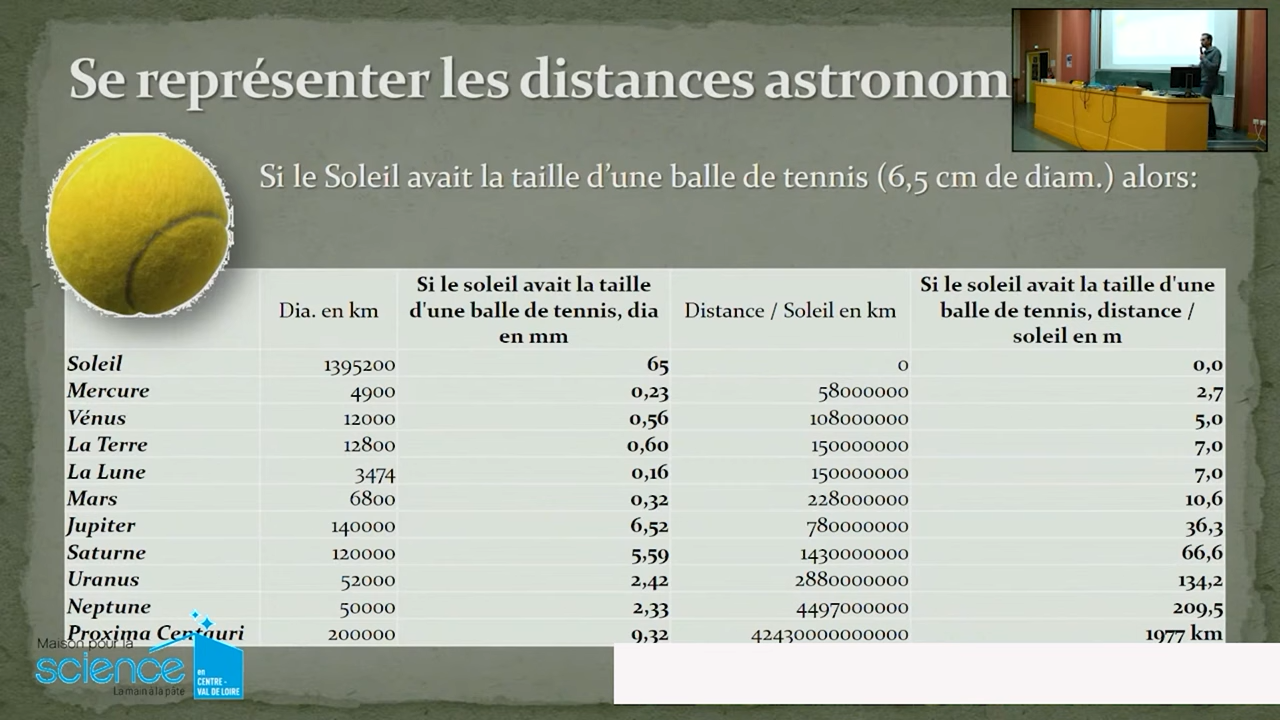 Se représenter les distances astronom
Si le Soleil avait la taille d’une balle de tennis (6,5 cm de diam.) alors:
Dia. en km
Si le soleil avait la taille
d'une balle de tennis, dia
en mm
Distance / Soleil en km
Si le soleil avait la taille d'une
balle de tennis, distance /
soleil en m
Soleil 1395200 65 0 0,0
Mercure 4900 0,23 58000000 2,7
Vénus 12000 0,56 108000000 5,0
La Terre 12800 0,60 150000000 7,0
La Lune 3474 0,16 150000000 7,0
Mars 6800 0,32 228000000 10,6
Jupiter 140000 6,52 780000000 36,3
Saturne 120000 5,59 1430000000 66,6
Uranus 52000 2,42 2880000000 134,2
Neptune 50000 2,33 4497000000 209,5
Proxima Centauri 200000 9,32 42430000000000 1977 km
Maison pour la
science
La main à la pâte
en
CENTRE -
VAL DE LOIRE